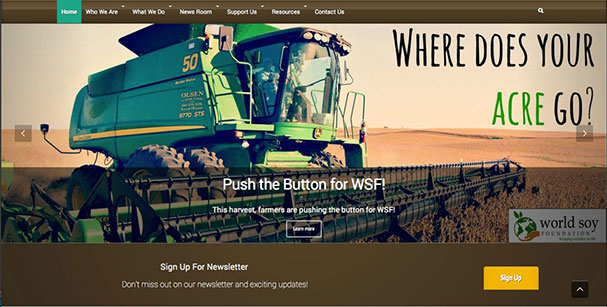 Home Who We Are What We Do News Room Support Us Resources Contact Us
WHERE DOES YOUR
ACRE GO?
50
OLSEN
9770 STS
Push the Button for WSF!
This harvest, farmers are pushing the button for WSF!
Learn more
world soy
FOUNDATION
Sign Up For Newsletter
Don't miss out on our newsletter and exciting updates!
Sign Up